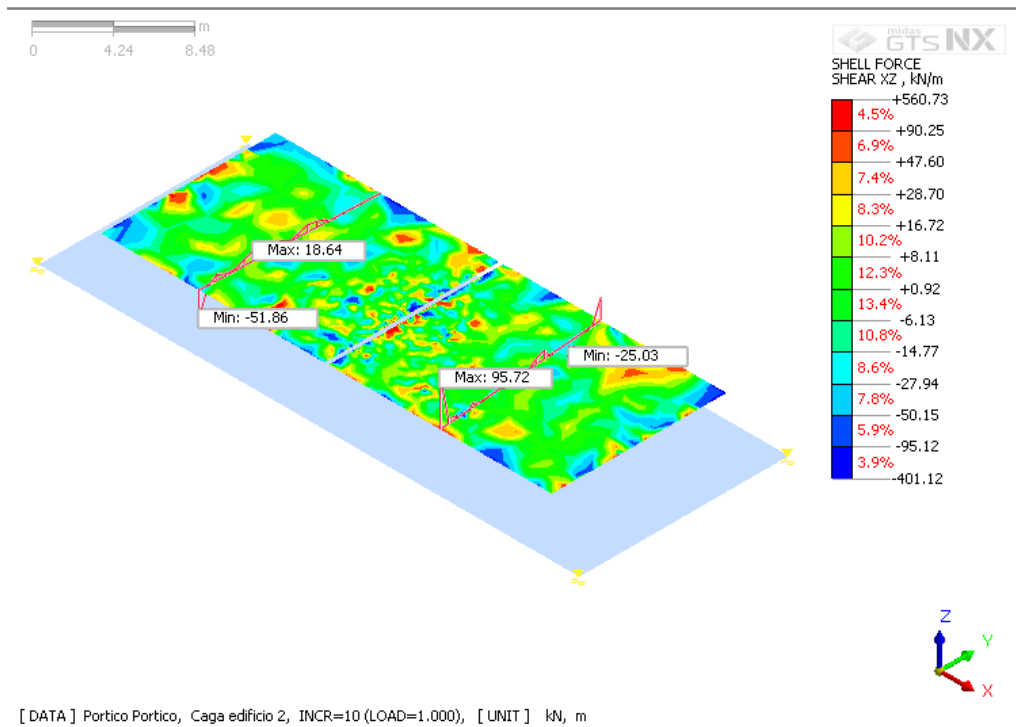 m
0 4.24 8.48
midas
GTS NX
SHELL FORCE
SHEAR XZ , kN/m
+560.73
4.5%
+90.25
6.9%
+47.60
7.4%
+28.70
8.3%
+16.72
10.2%
+8.11
12.3%
+0.92
13.4%
-6.13
10.8%
-14.77
8.6%
-27.94
7.8%
-50.15
5.9%
-95.12
3.9%
-401.12
Max: 18.64
Min: -51.86
Min: -25.03
Max: 95.72
Z
Y
X
[ DATA ] Portico Portico, Caga edificio 2, INCR=10 (LOAD=1.000), [ UNIT ] kN, m